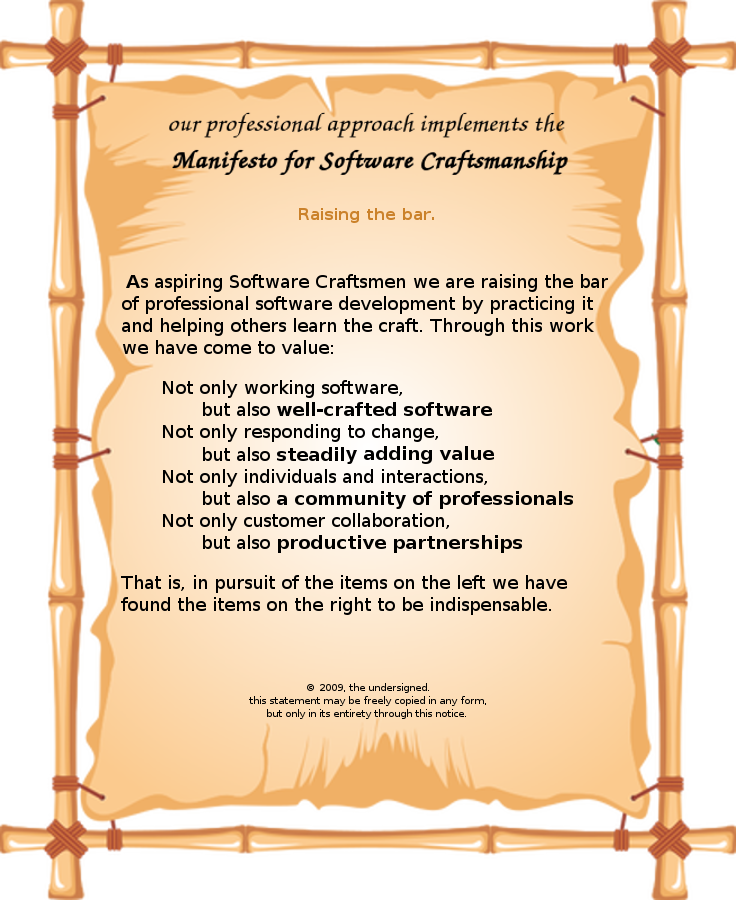 our professional approach implements the
Manifesto for Software Craftsmanship
Raising the bar.
As aspiring Software Craftsmen we are raising the bar
of professional software development by practicing it
and helping others learn the craft. Through this work
we have come to value:
Not only working software,
but also well-crafted software
Not only responding to change,
but also steadily adding value
Not only individuals and interactions,
but also a community of professionals
Not only customer collaboration,
but also productive partnerships
That is, in pursuit of the items on the left we have
found the items on the right to be indispensable.
© 2009, the undersigned.
this statement may be freely copied in any form,
but only in its entirety through this notice.